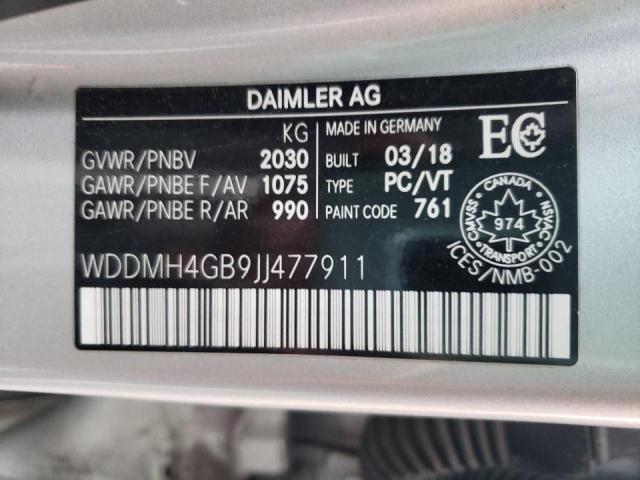 DAIMLER AG
KG
GVWR/PNBV 2030
GAWR/PNBE F/AV 1075
GAWR/PNBE R/AR 990
MADE IN GERMANY
BUILT 03/18
TYPE PC/VT
PAINT CODE 761
EC
CANADA
CMVSS
974
NSVAC
TRANSPORT
ICES/NMB-002
WDDMH4GB9JJ477911